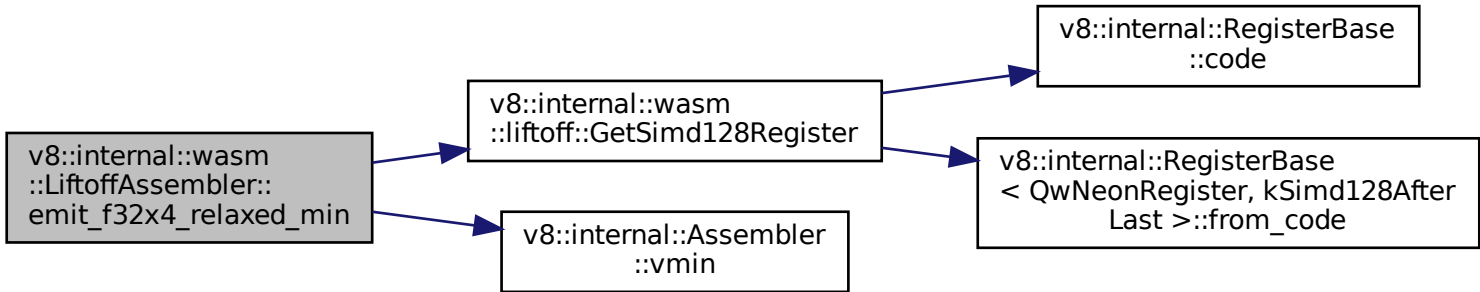 v8::internal::wasm
::LiftoffAssembler::
emit_f32x4_relaxed_min
v8::internal::wasm
::liftoff::GetSimd128Register
v8::internal::RegisterBase
::code
v8::internal::RegisterBase
< QwNeonRegister, kSimd128After
Last >::from_code
v8::internal::Assembler
::vmin